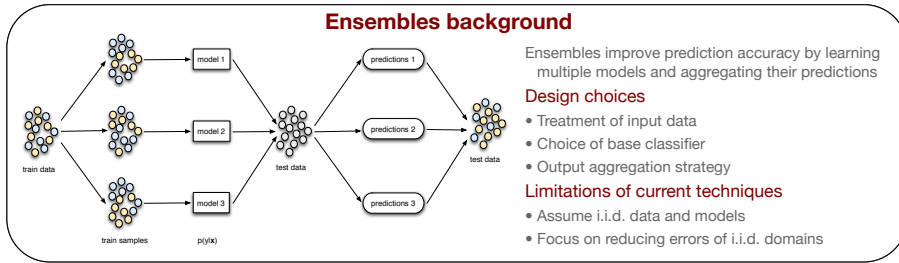 Ensembles background
model 1
model 2
model 3
predictions 1
predictions 2
predictions 3
train data
train samples
p(y|x)
test data
test data
Ensembles improve prediction accuracy by learning
multiple models and aggregating their predictions
Design choices
• Treatment of input data
• Choice of base classifier
• Output aggregation strategy
Limitations of current techniques
• Assume i.i.d. data and models
• Focus on reducing errors of i.i.d. domains